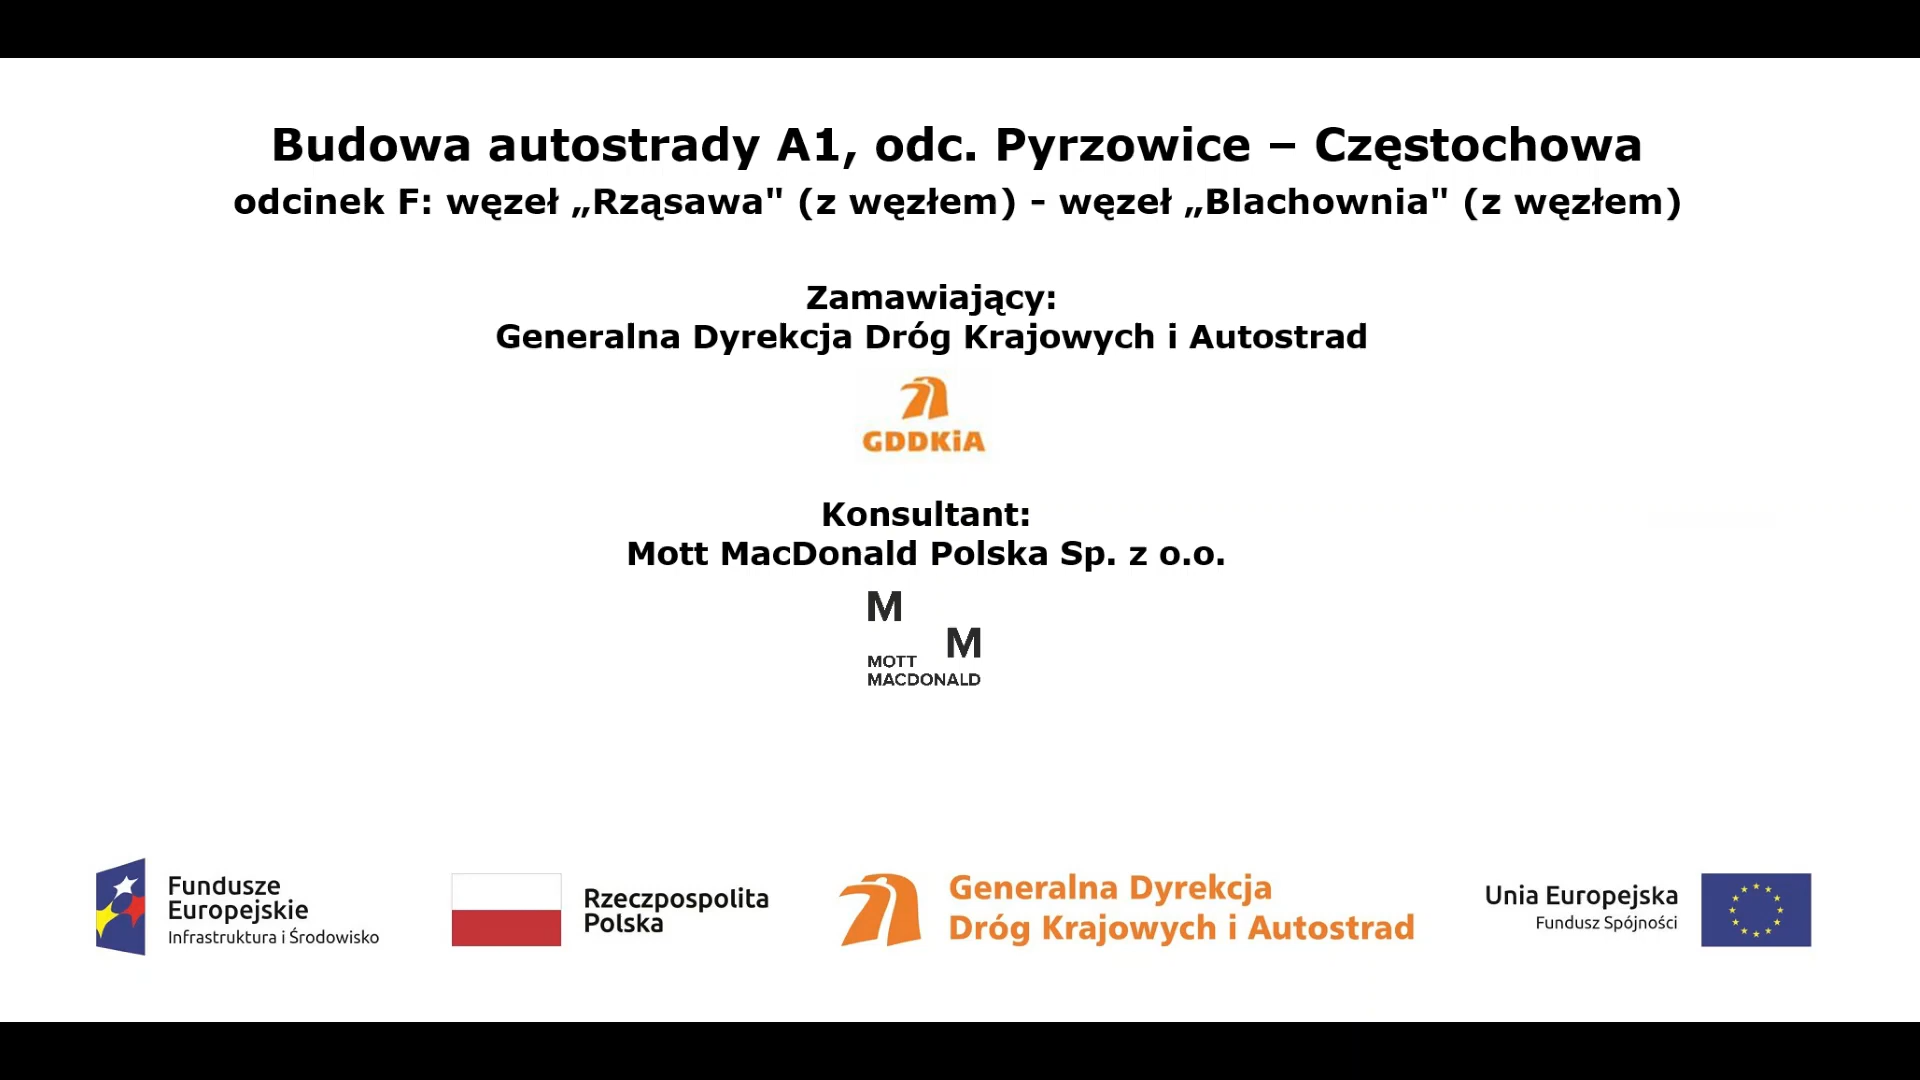 Budowa autostrady A1, odc. Pyrzowice – Częstochowa
odcinek F: węzeł „Rząsawa" (z węzłem) - węzeł „Blachownia" (z węzłem)
Zamawiający:
Generalna Dyrekcja Dróg Krajowych i Autostrad
GDDKiA
Konsultant:
Mott MacDonald Polska Sp. z o.o.
M
M
MOTT
MACDONALD
Fundusze
Europejskie
Infrastruktura i Środowisko
Rzeczpospolita
Polska
Generalna Dyrekcja
Dróg Krajowych i Autostrad
Unia Europejska
Fundusz Spójności